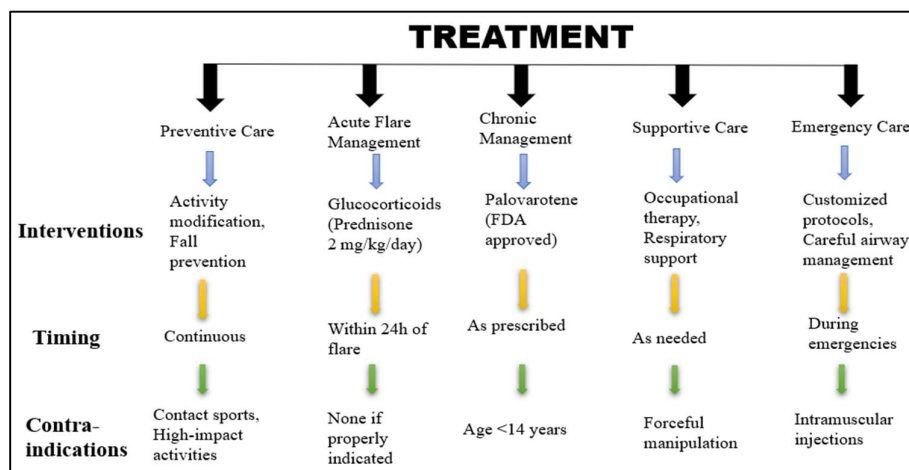 TREATMENT
Preventive Care
Acute Flare
Management
Chronic
Management
Supportive Care
Emergency Care
Interventions
Activity
modification,
Fall
prevention
Glucocorticoids
(Prednisone
2 mg/kg/day)
Palovarotene
(FDA
approved)
Occupational
therapy,
Respiratory
support
Customized
protocols,
Careful airway
management
Timing
Continuous
Within 24h of
flare
As prescribed
As needed
During
emergencies
Contra-
indications
Contact sports,
High-impact
activities
None if
properly
indicated
Age <14 years
Forceful
manipulation
Intramuscular
injections